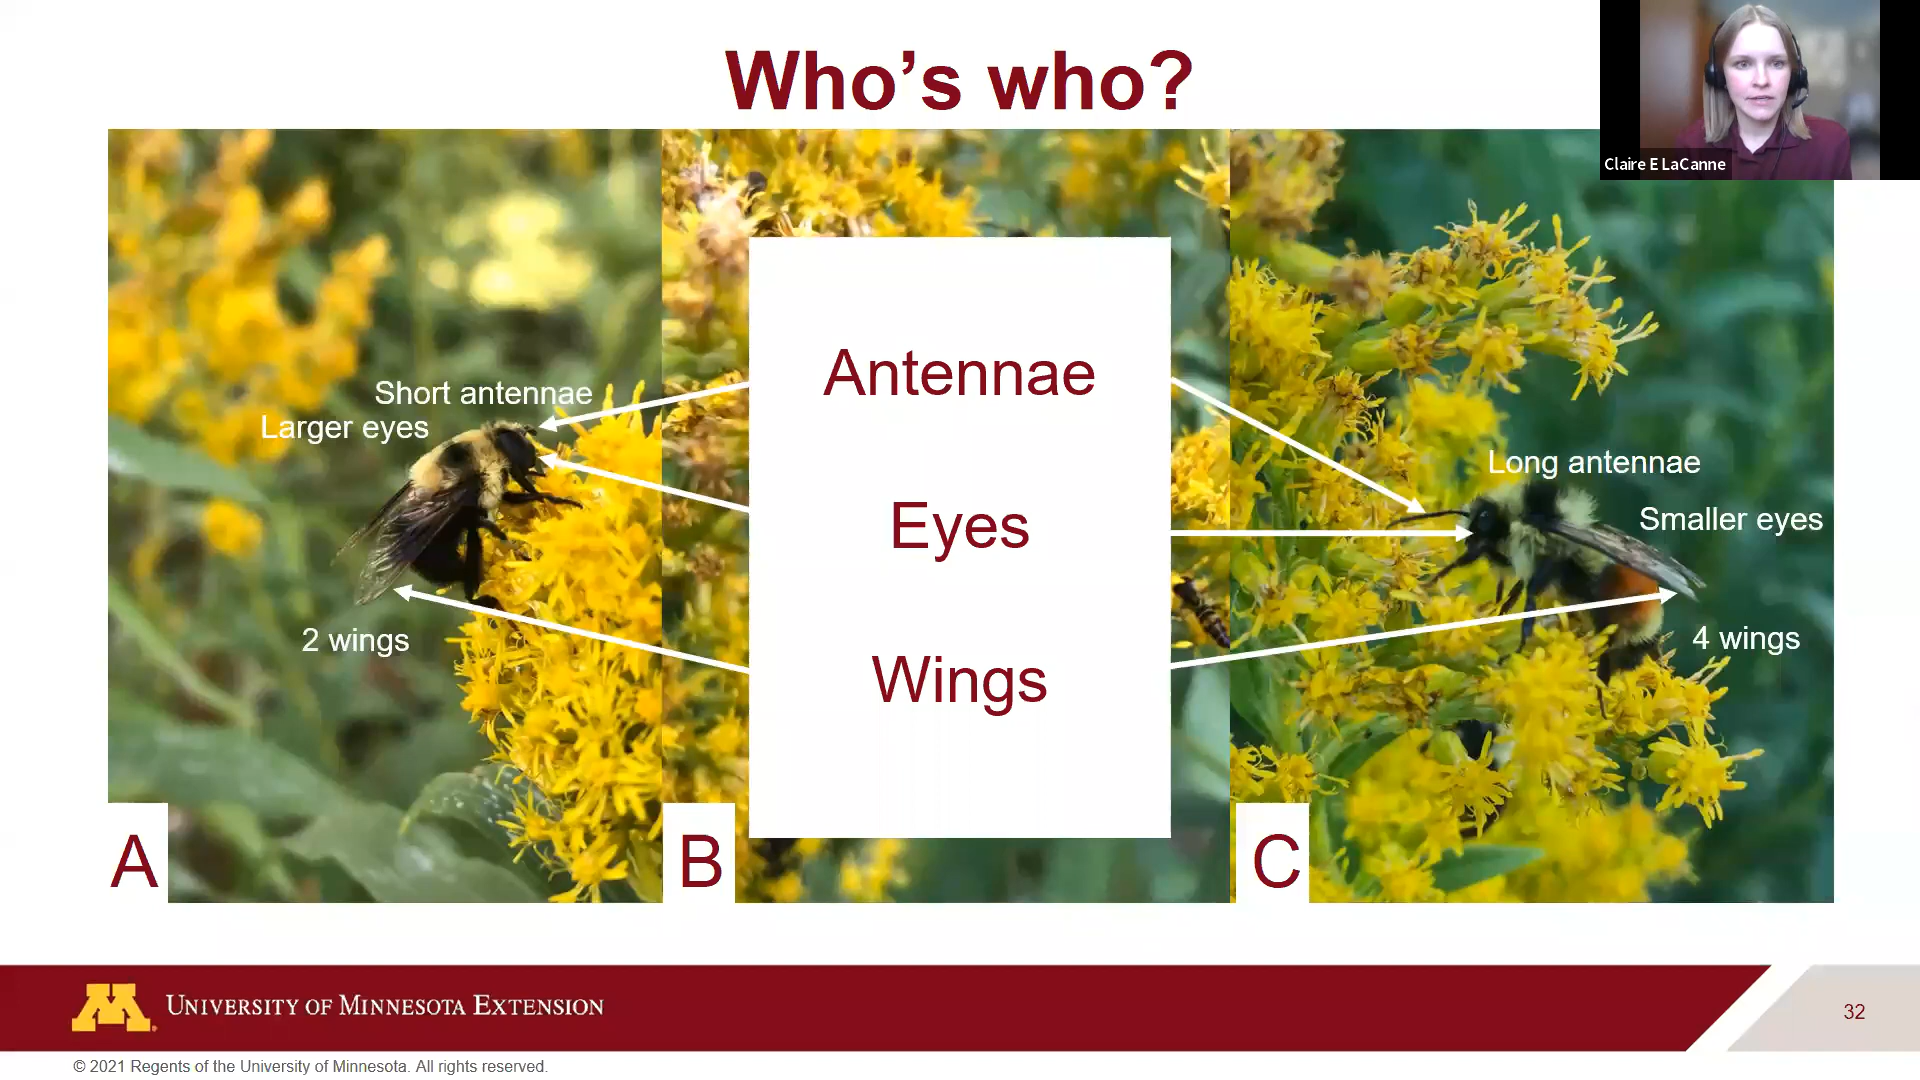 Who's who?
Claire E LaCanne
Short antennae
Larger eyes
2 wings
Antennae
Eyes
Wings
Long antennae
Smaller eyes
4 wings
A
B
C
M
University of Minnesota Extension
32
© 2021 Regents of the University of Minnesota. All rights reserved.